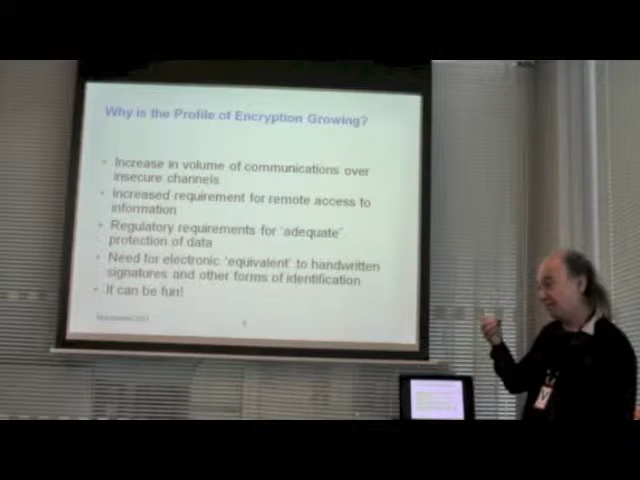 Why is the Profile of Encryption Growing?
• Increase in volume of communications over
insecure channels
• Increased requirement for remote access to
information
• Regulatory requirements for 'adequate'
protection of data
• Need for electronic 'equivalent' to handwritten
signatures and other forms of identification
• It can be fun!
V